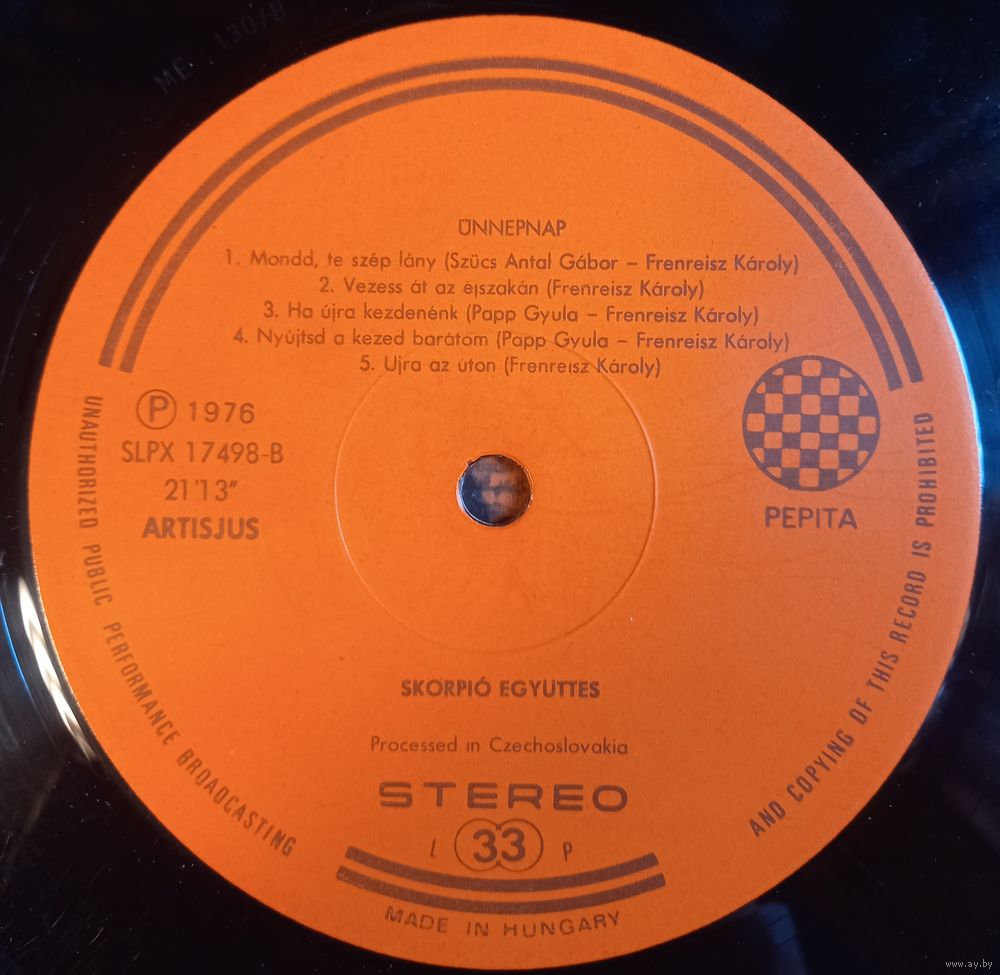 ME 1307/B
ÜNNEPNAP
1. Mondd, te szép lány (Szücs Antal Gábor – Frenreisz Károly)
2. Vezess át az éjszakán (Frenreisz Károly)
3. Ha újra kezdenénk (Papp Gyula – Frenreisz Károly)
4. Nyújtsd a kezed barátom (Papp Gyula – Frenreisz Károly)
5. Ujra az úton (Frenreisz Károly)
Ⓟ 1976
SLPX 17498-B
21'13"
ARTISJUS
PEPITA
SKORPIÓ EGYÜTTES
Processed in Czechoslovakia
STEREO
L 33 P
MADE IN HUNGARY
UNAUTHORIZED PUBLIC PERFORMANCE BROADCASTING
AND COPYING OF THIS RECORD IS PROHIBITED
www.ay.by